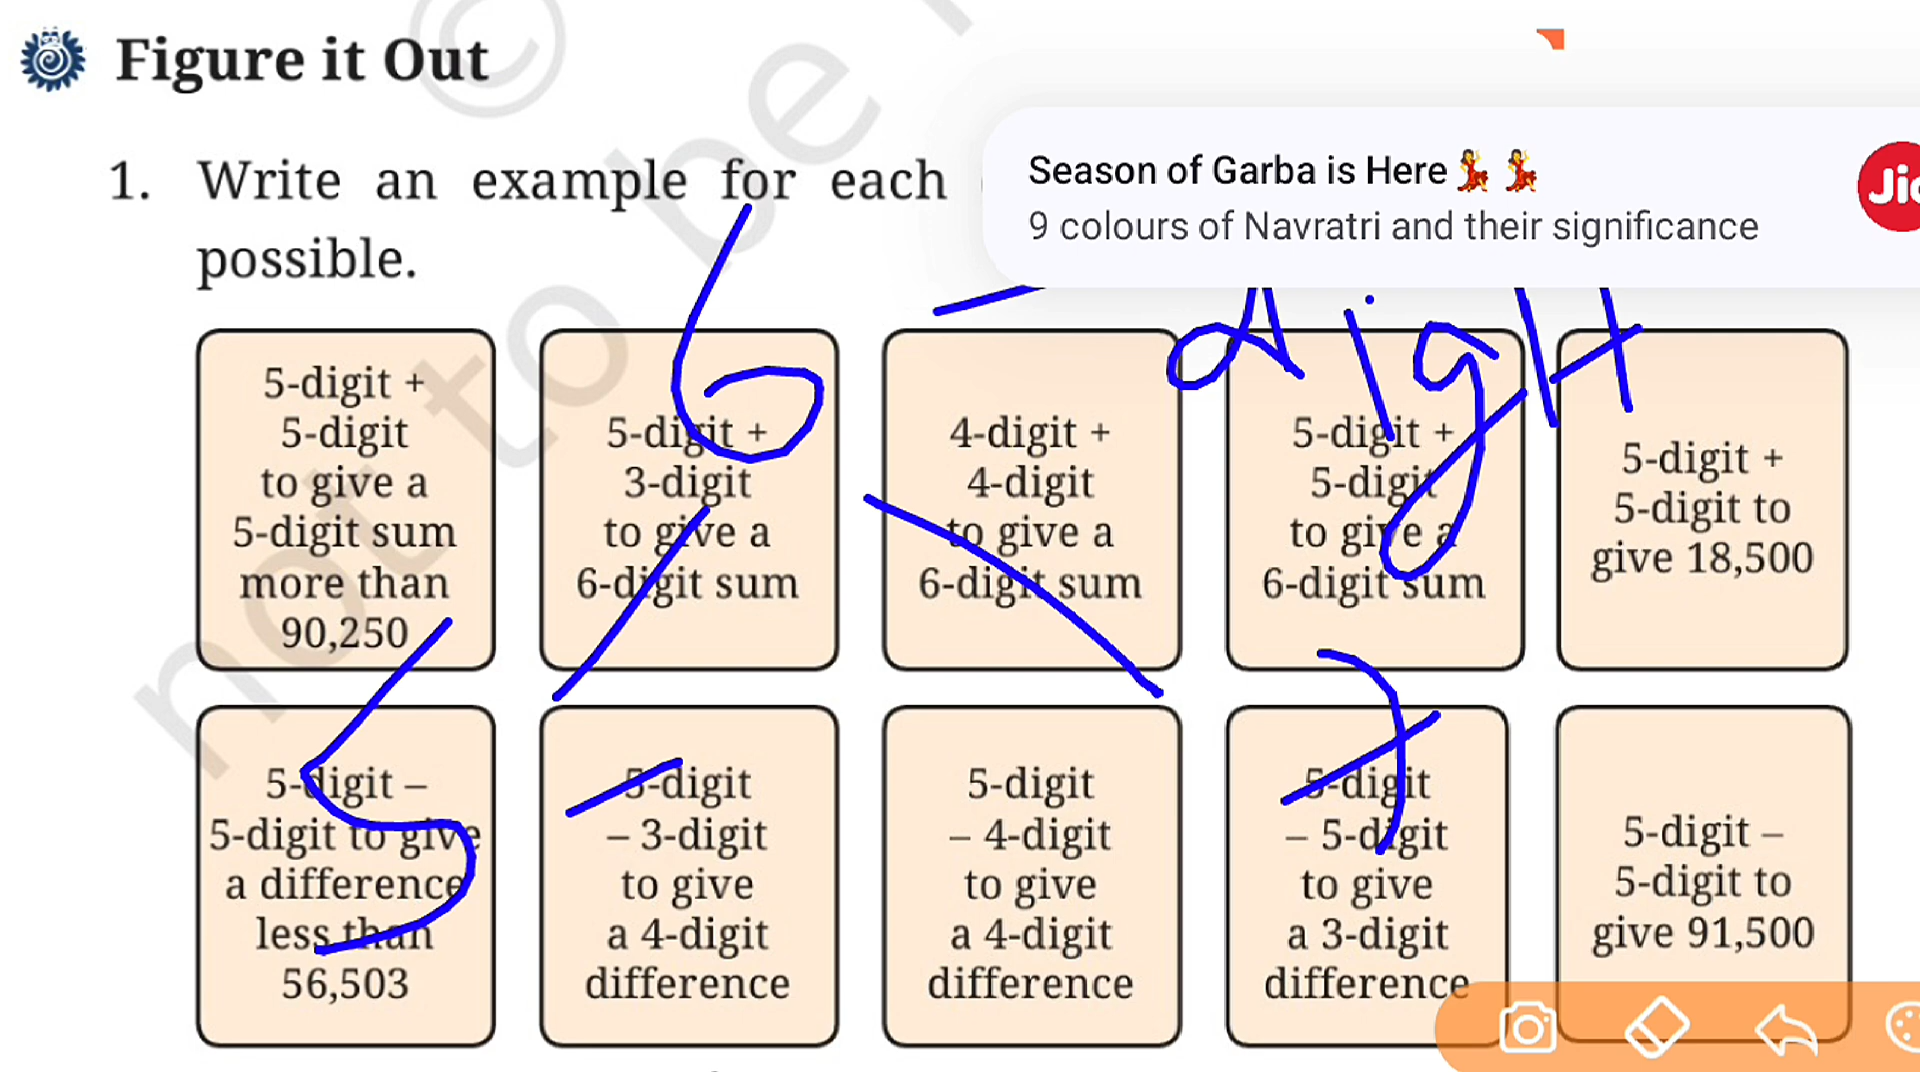 Figure it Out
1. Write an example for each
possible.
Season of Garba is Here
9 colours of Navratri and their significance
Jio
6 digit
5-digit +
5-digit
to give a
5-digit sum
more than
90,250
5-digit +
3-digit
to give a
6-digit sum
4-digit +
4-digit
to give a
6-digit sum
5-digit +
5-digit
to give a
6-digit sum
5-digit +
5-digit to
give 18,500
5-digit –
5-digit to give
a difference
less than
56,503
5-digit
– 3-digit
to give
a 4-digit
difference
5-digit
– 4-digit
to give
a 4-digit
difference
5-digit
– 5-digit
to give
a 3-digit
difference
5-digit –
5-digit to
give 91,500
© not to be